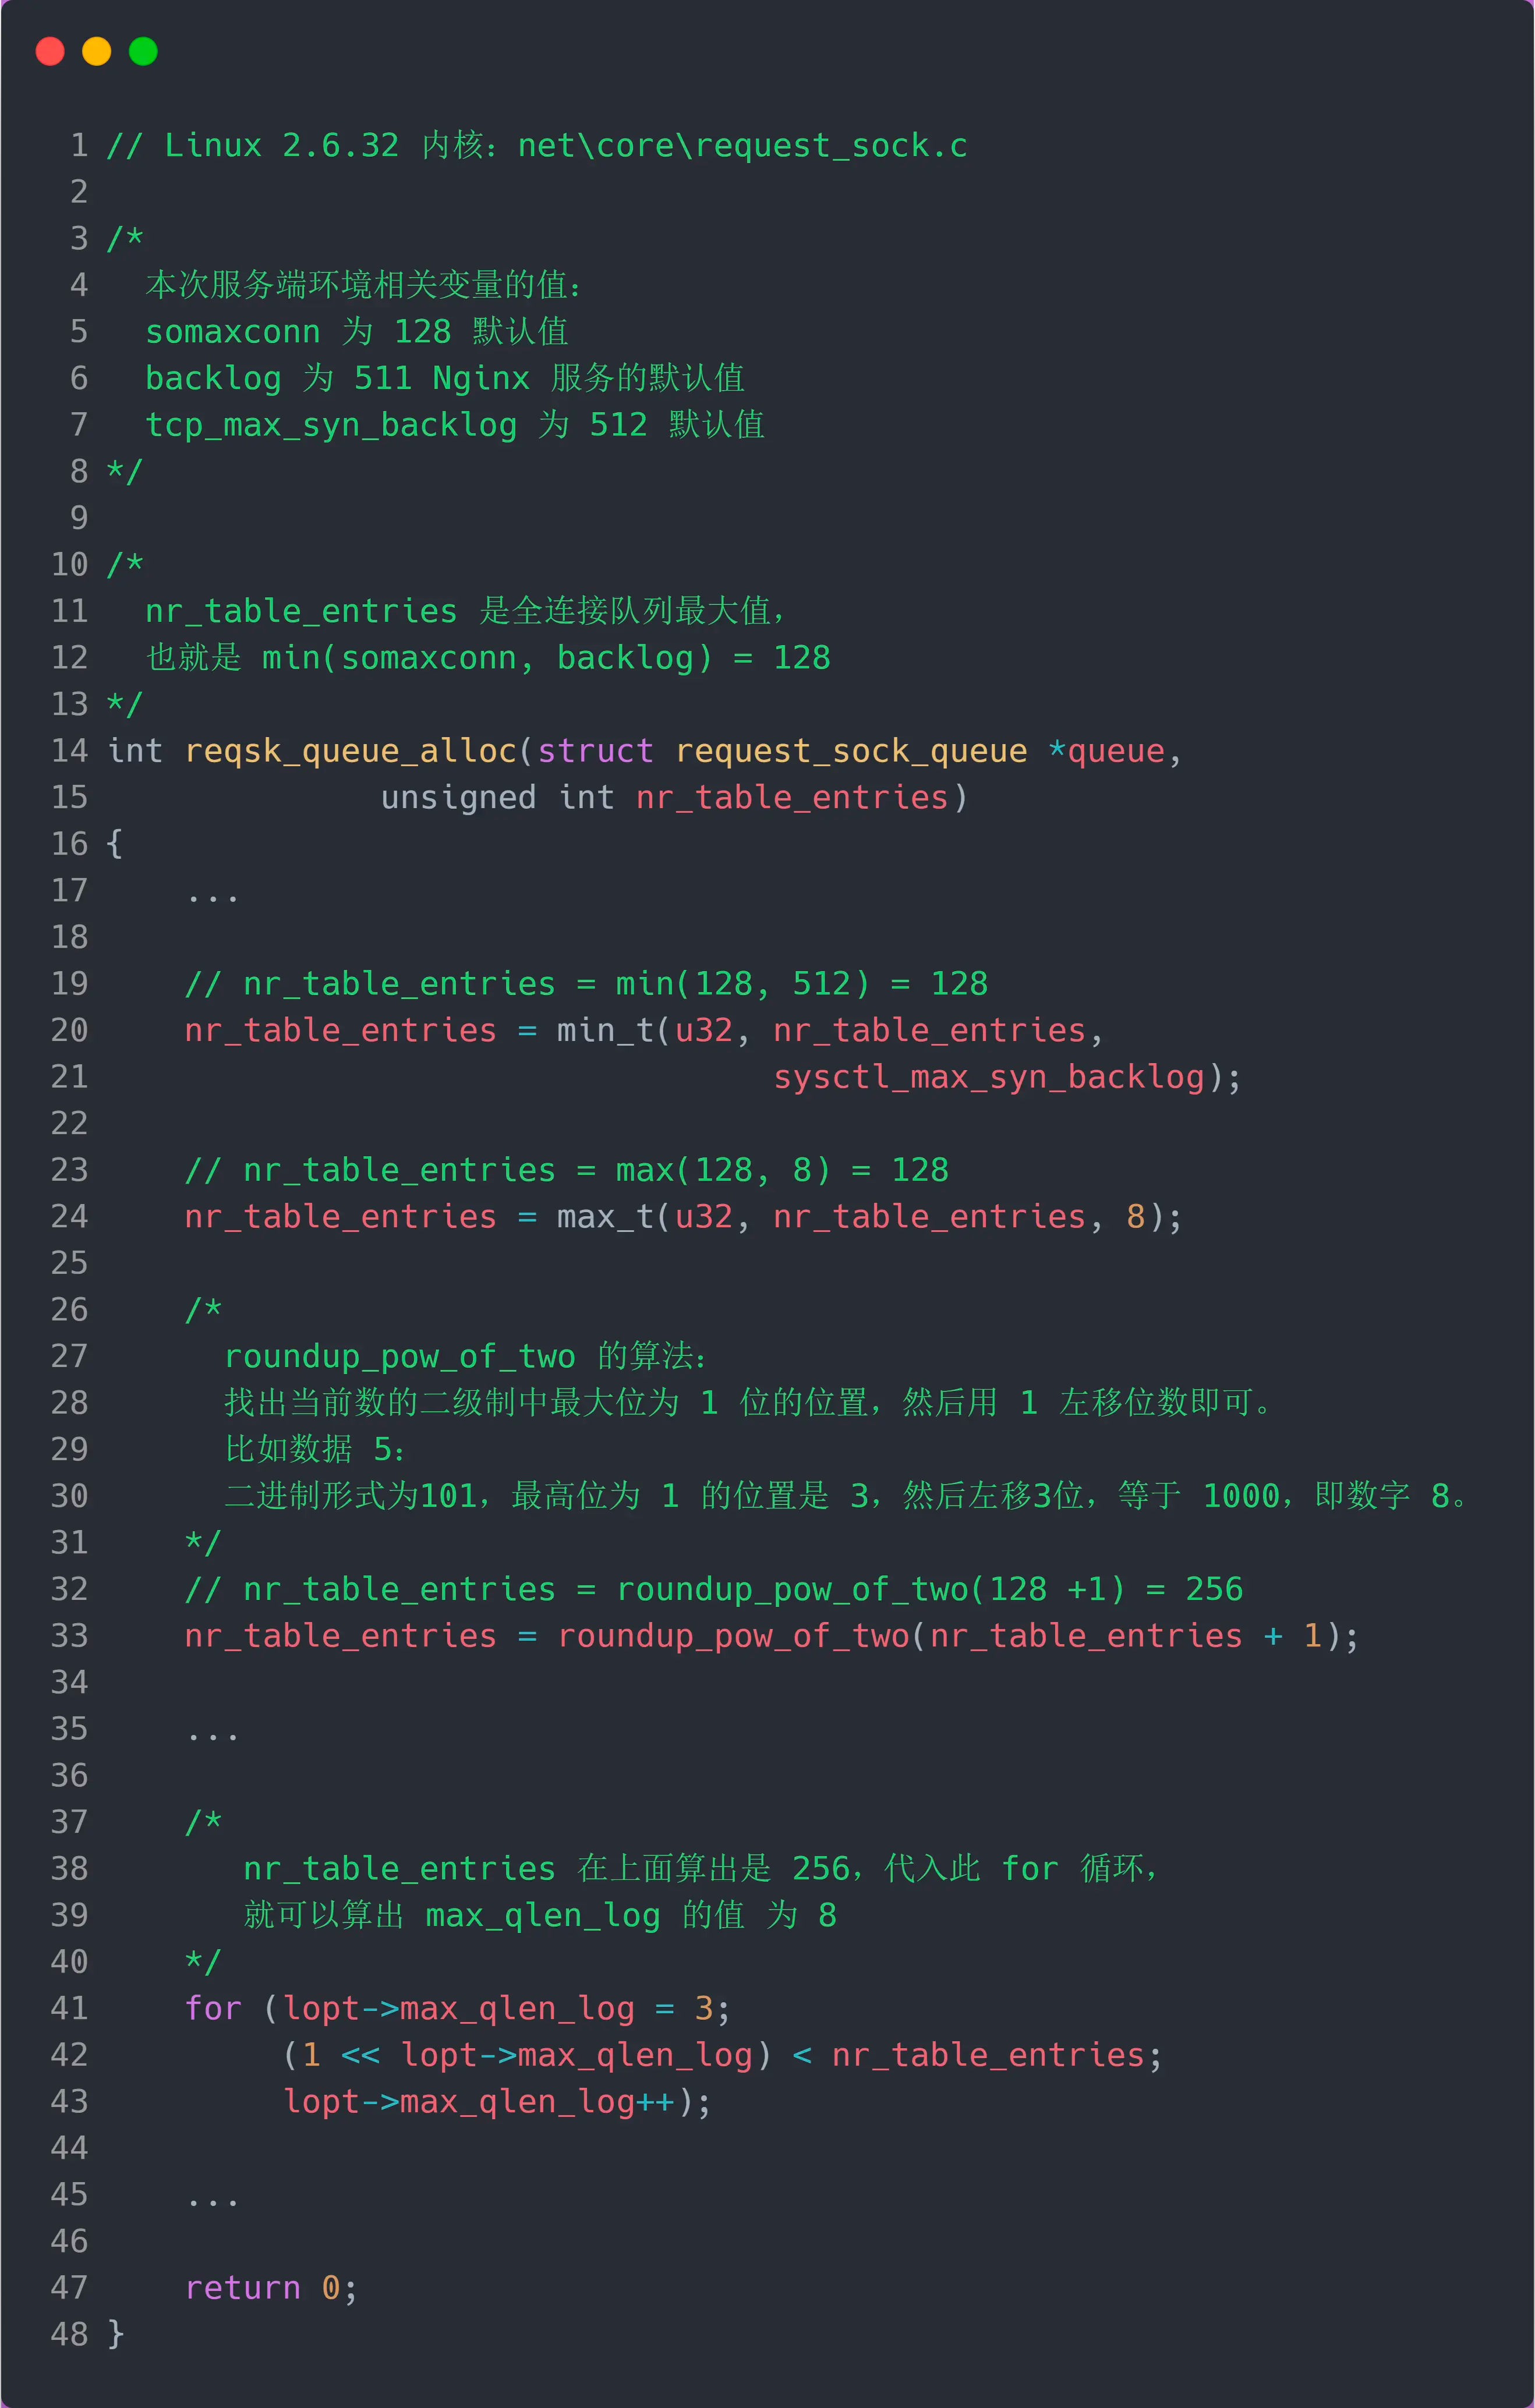 1 // Linux 2.6.32 内核：net\core\request_sock.c
2
3 /*
4   本次服务端环境相关变量的值：
5   somaxconn 为 128 默认值
6   backlog 为 511 Nginx 服务的默认值
7   tcp_max_syn_backlog 为 512 默认值
8 */
9
10 /*
11   nr_table_entries 是全连接队列最大值，
12   也就是 min(somaxconn, backlog) = 128
13 */
14 int reqsk_queue_alloc(struct request_sock_queue *queue,
15               unsigned int nr_table_entries)
16 {
17     ...
18
19     // nr_table_entries = min(128, 512) = 128
20     nr_table_entries = min_t(u32, nr_table_entries,
21                                   sysctl_max_syn_backlog);
22
23     // nr_table_entries = max(128, 8) = 128
24     nr_table_entries = max_t(u32, nr_table_entries, 8);
25
26     /*
27       roundup_pow_of_two 的算法：
28       找出当前数的二级制中最大位为 1 位的位置，然后用 1 左移位数即可。
29       比如数据 5：
30       二进制形式为101，最高位为 1 的位置是 3，然后左移3位，等于 1000，即数字 8。
31     */
32     // nr_table_entries = roundup_pow_of_two(128 +1) = 256
33     nr_table_entries = roundup_pow_of_two(nr_table_entries + 1);
34
35     ...
36
37     /*
38        nr_table_entries 在上面算出是 256，代入此 for 循环，
39        就可以算出 max_qlen_log 的值 为 8
40     */
41     for (lopt->max_qlen_log = 3;
42          (1 << lopt->max_qlen_log) < nr_table_entries;
43          lopt->max_qlen_log++);
44
45     ...
46
47     return 0;
48 }